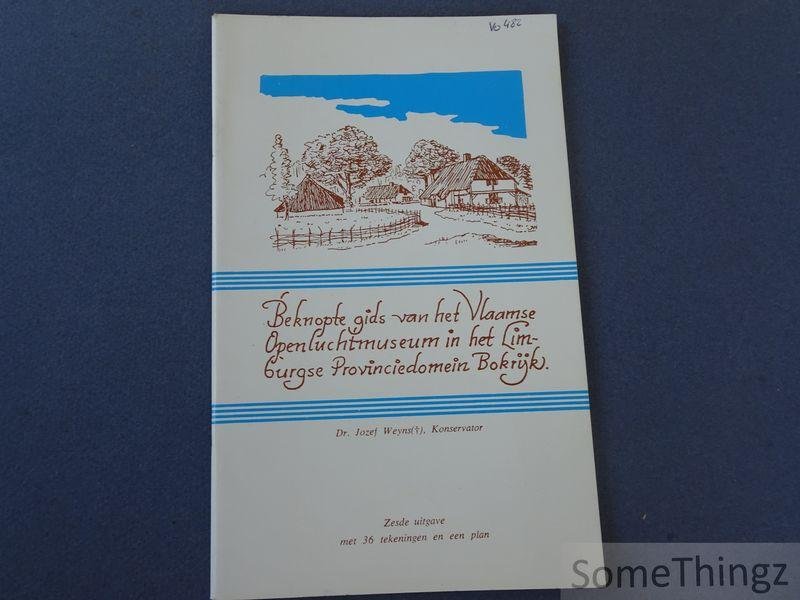 Vo 482
Beknopte gids van het Vlaamse
Openluchtmuseum in het Lim-
burgse Provinciedomein Bokrijk.
Dr. Jozef Weyns(†), Konservator
Zesde uitgave
met 36 tekeningen en een plan
SomeThingz